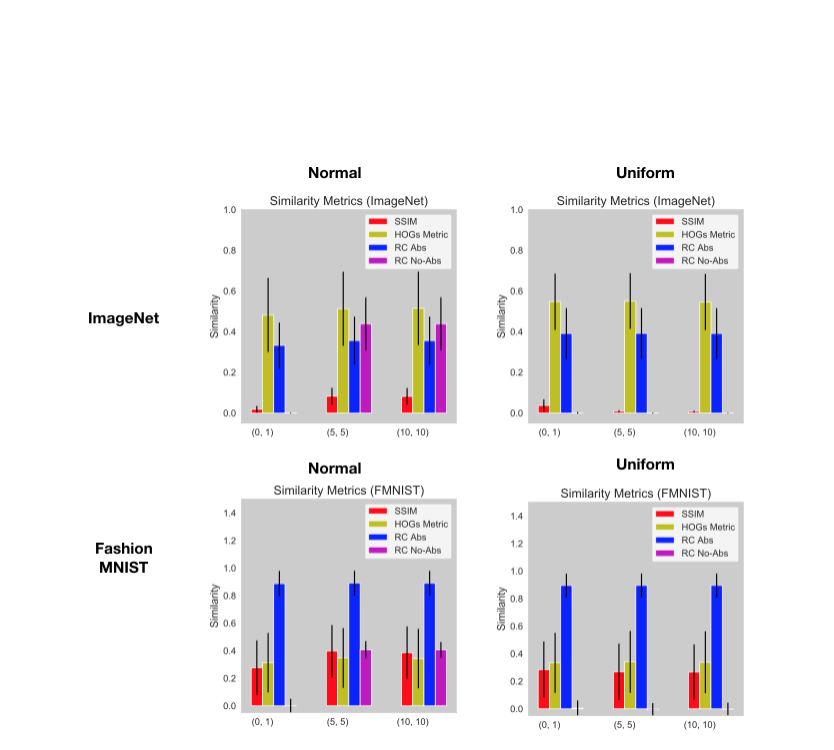 Normal
Uniform
Similarity Metrics (ImageNet)
Similarity Metrics (ImageNet)
1.0
0.8
0.6
0.4
0.2
0.0
Similarity
SSIM
HOGs Metric
RC Abs
RC No-Abs
(0, 1)
(5, 5)
(10, 10)
1.0
0.8
0.6
0.4
0.2
0.0
Similarity
SSIM
HOGs Metric
RC Abs
RC No-Abs
(0, 1)
(5, 5)
(10, 10)
ImageNet
Normal
Uniform
Similarity Metrics (FMNIST)
Similarity Metrics (FMNIST)
1.4
1.2
1.0
0.8
0.6
0.4
0.2
0.0
Similarity
SSIM
HOGs Metric
RC Abs
RC No-Abs
(0, 1)
(5, 5)
(10, 10)
1.4
1.2
1.0
0.8
0.6
0.4
0.2
0.0
Similarity
SSIM
HOGs Metric
RC Abs
RC No-Abs
(0, 1)
(5, 5)
(10, 10)
Fashion
MNIST